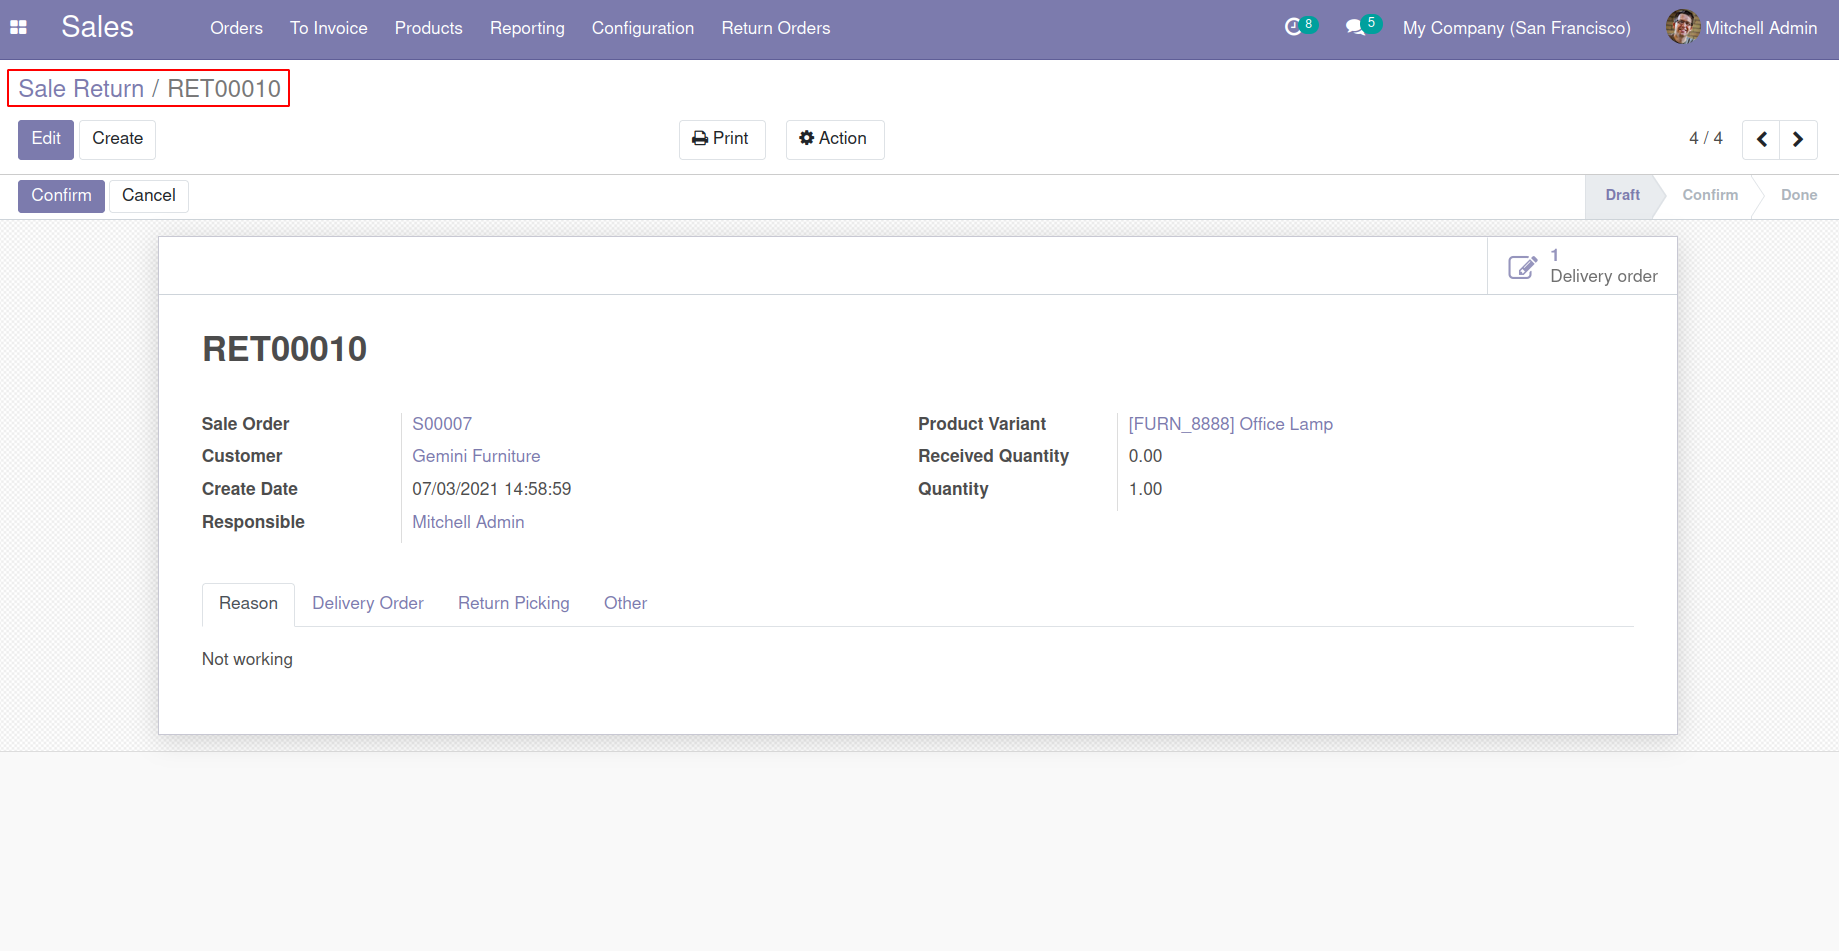 Sales Orders To Invoice Products Reporting Configuration Return Orders 8 5 My Company (San Francisco) Mitchell Admin
Sale Return / RET00010
Edit Create Print Action 4 / 4
Confirm Cancel Draft Confirm Done
1
Delivery order
RET00010
Sale Order S00007 Product Variant [FURN_8888] Office Lamp
Customer Gemini Furniture Received Quantity 0.00
Create Date 07/03/2021 14:58:59 Quantity 1.00
Responsible Mitchell Admin
Reason Delivery Order Return Picking Other
Not working